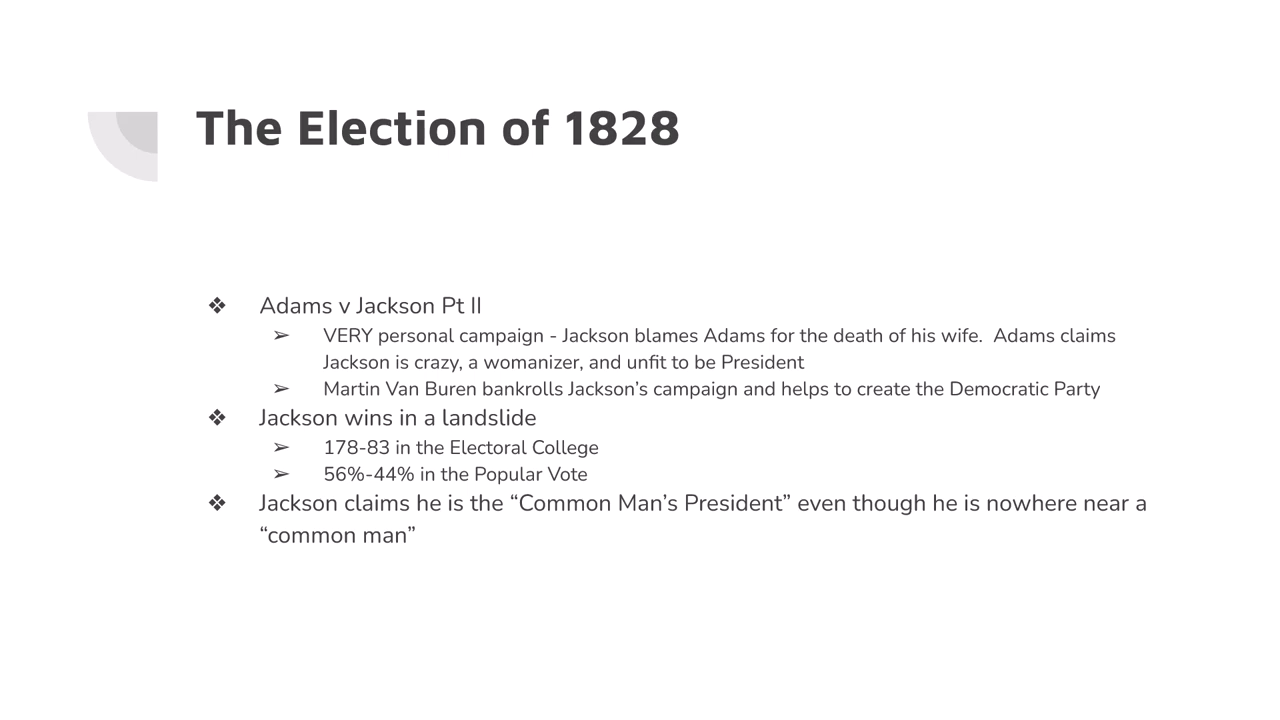 The Election of 1828
❖ Adams v Jackson Pt II
➢ VERY personal campaign - Jackson blames Adams for the death of his wife.  Adams claims
Jackson is crazy, a womanizer, and unfit to be President
➢ Martin Van Buren bankrolls Jackson’s campaign and helps to create the Democratic Party
❖ Jackson wins in a landslide
➢ 178-83 in the Electoral College
➢ 56%-44% in the Popular Vote
❖ Jackson claims he is the “Common Man’s President” even though he is nowhere near a
“common man”